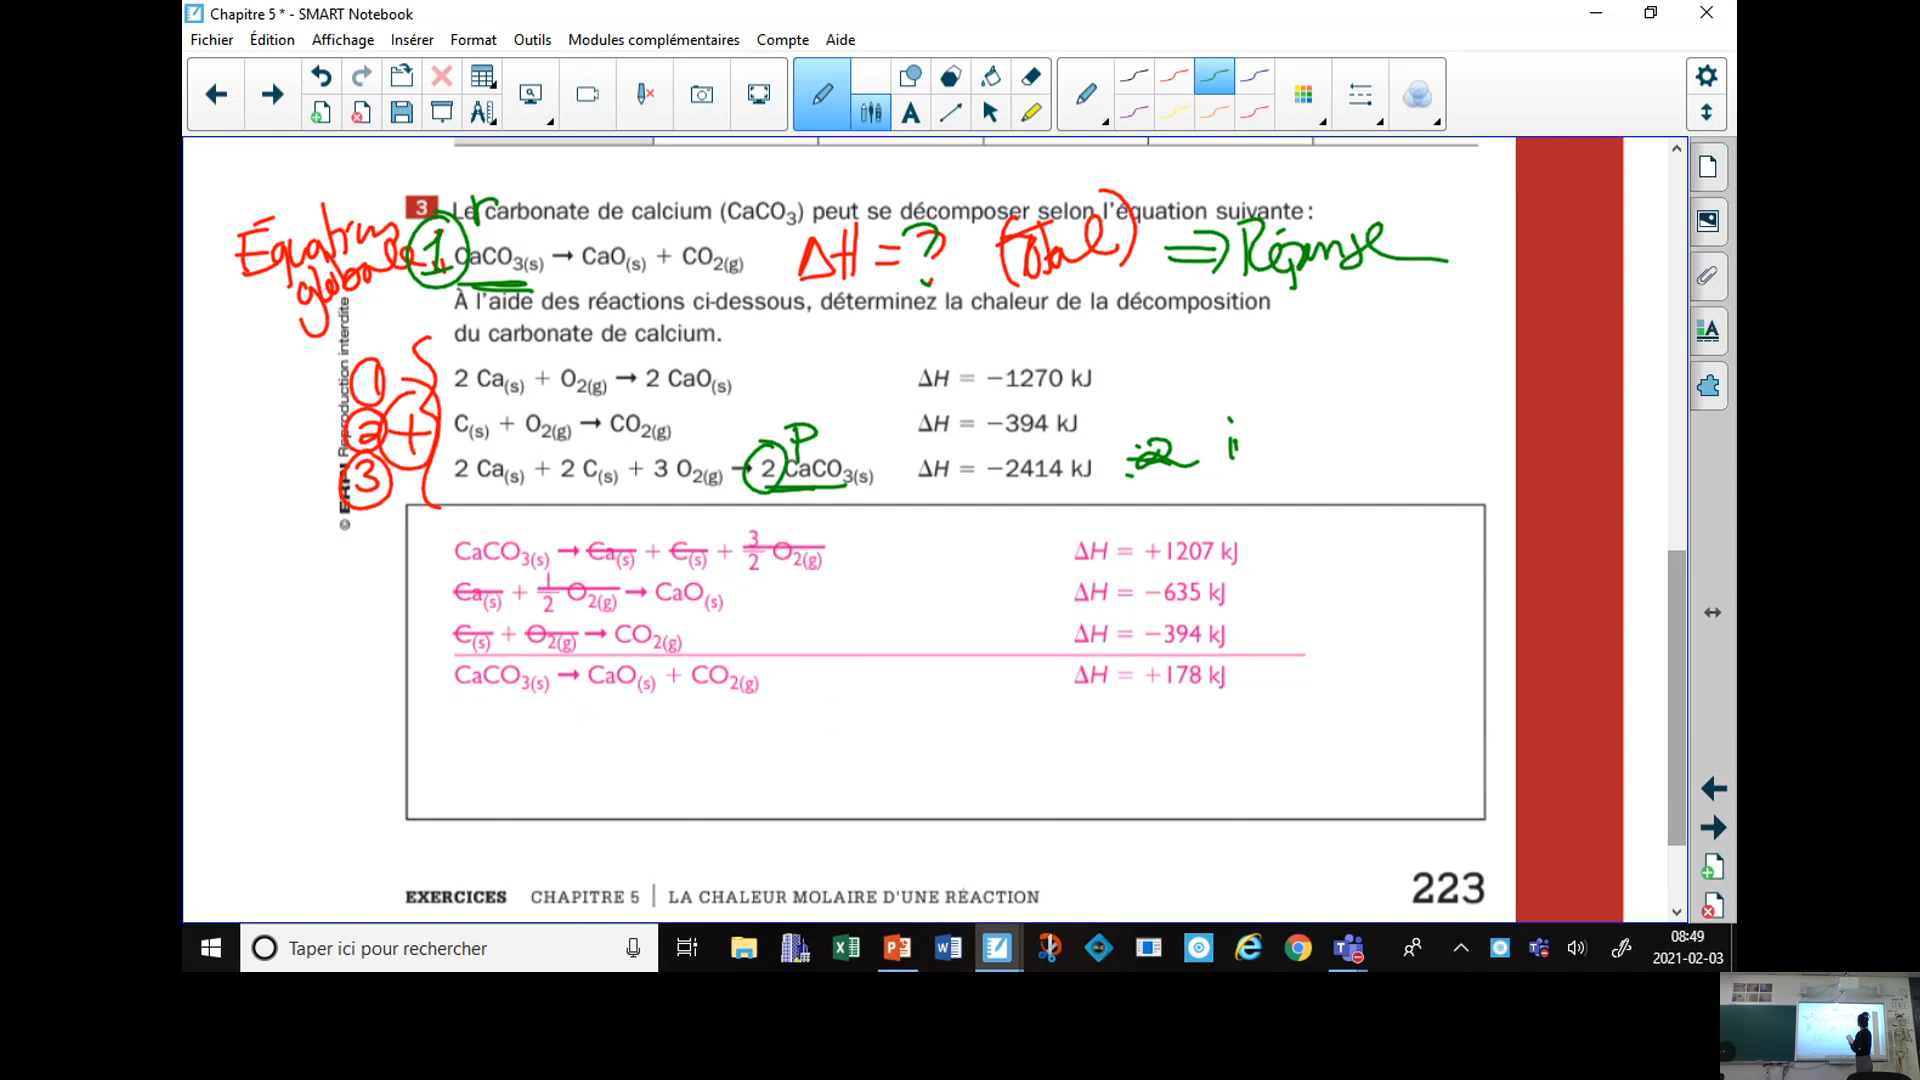 Chapitre 5 * - SMART Notebook
Fichier Édition Affichage Insérer Format Outils Modules complémentaires Compte Aide
3 Le carbonate de calcium (CaCO3) peut se décomposer selon l'équation suivante :
r
Équation globale
1 CaCO3(s) → CaO(s) + CO2(g) ΔH = ? (Total) ⇒ Réponse
À l'aide des réactions ci-dessous, déterminez la chaleur de la décomposition
du carbonate de calcium.
1 2 Ca(s) + O2(g) → 2 CaO(s) ΔH = −1270 kJ
2 + C(s) + O2(g) → CO2(g) ΔH = −394 kJ
P
3 2 Ca(s) + 2 C(s) + 3 O2(g) → 2 CaCO3(s) ΔH = −2414 kJ ÷2 i
© ERPI Reproduction interdite
CaCO3(s) → Ca(s) + C(s) + 3/2 O2(g) ΔH = +1207 kJ
Ca(s) + 1/2 O2(g) → CaO(s) ΔH = −635 kJ
C(s) + O2(g) → CO2(g) ΔH = −394 kJ
CaCO3(s) → CaO(s) + CO2(g) ΔH = +178 kJ
EXERCICES CHAPITRE 5 | LA CHALEUR MOLAIRE D'UNE RÉACTION 223
Taper ici pour rechercher
08:49
2021-02-03